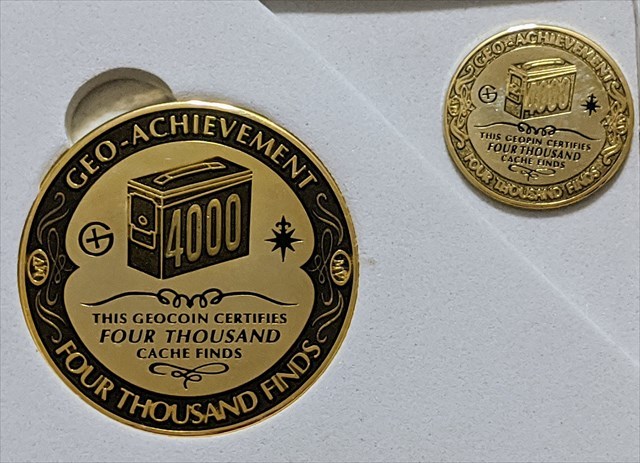 GEO-ACHIEVEMENT
4000
THIS GEOCOIN CERTIFIES
FOUR THOUSAND
CACHE FINDS
FOUR THOUSAND FINDS
GEO-ACHIEVEMENT
4000
THIS GEOPIN CERTIFIES
FOUR THOUSAND
CACHE FINDS
FOUR THOUSAND FINDS